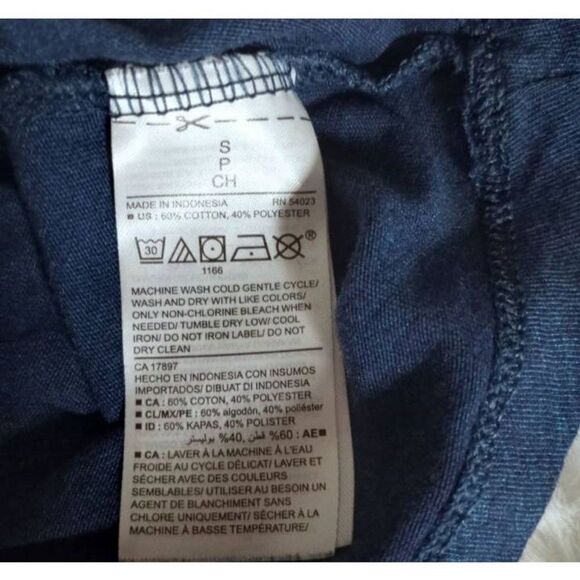 S
P
CH
MADE IN INDONESIA RN 54023
■ US : 60% COTTON, 40% POLYESTER
30
®
1166
MACHINE WASH COLD GENTLE CYCLE/
WASH AND DRY WITH LIKE COLORS/
ONLY NON-CHLORINE BLEACH WHEN
NEEDED/ TUMBLE DRY LOW/ COOL
IRON/ DO NOT IRON LABEL/ DO NOT
DRY CLEAN
CA 17897
HECHO EN INDONESIA CON INSUMOS
IMPORTADOS/ DIBUAT DI INDONESIA
■ CA : 60% COTON, 40% POLYESTER
■ CL/MX/PE : 60% algodón, 40% poliéster
■ ID : 60% KAPAS, 40% POLISTER
■ AE : 60% قطن, 40% بوليستر
■ CA : LAVER À LA MACHINE À L'EAU
FROIDE AU CYCLE DÉLICAT/ LAVER ET
SÉCHER AVEC DES COULEURS
SEMBLABLES/ UTILISER AU BESOIN UN
AGENT DE BLANCHIMENT SANS
CHLORE UNIQUEMENT/ SÉCHER À LA
MACHINE À BASSE TEMPÉRATURE/